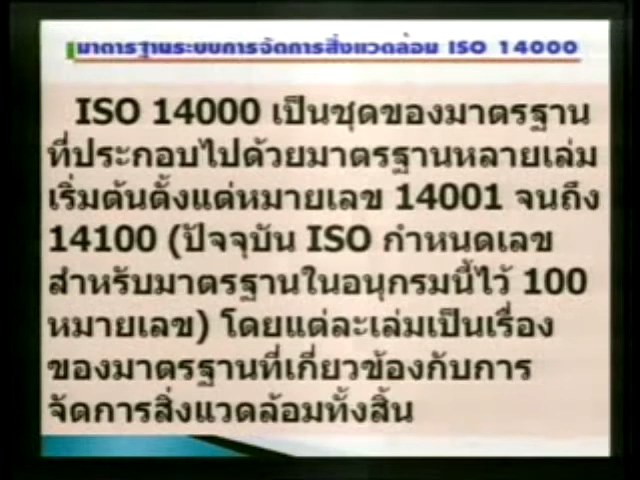 มาตรฐานระบบการจัดการสิ่งแวดล้อม ISO 14000
ISO 14000 เป็นชุดของมาตรฐาน
ที่ประกอบไปด้วยมาตรฐานหลายเล่ม
เริ่มต้นตั้งแต่หมายเลข 14001 จนถึง
14100 (ปัจจุบัน ISO กำหนดเลข
สำหรับมาตรฐานในอนุกรมนี้ไว้ 100
หมายเลข) โดยแต่ละเล่มเป็นเรื่อง
ของมาตรฐานที่เกี่ยวข้องกับการ
จัดการสิ่งแวดล้อมทั้งสิ้น